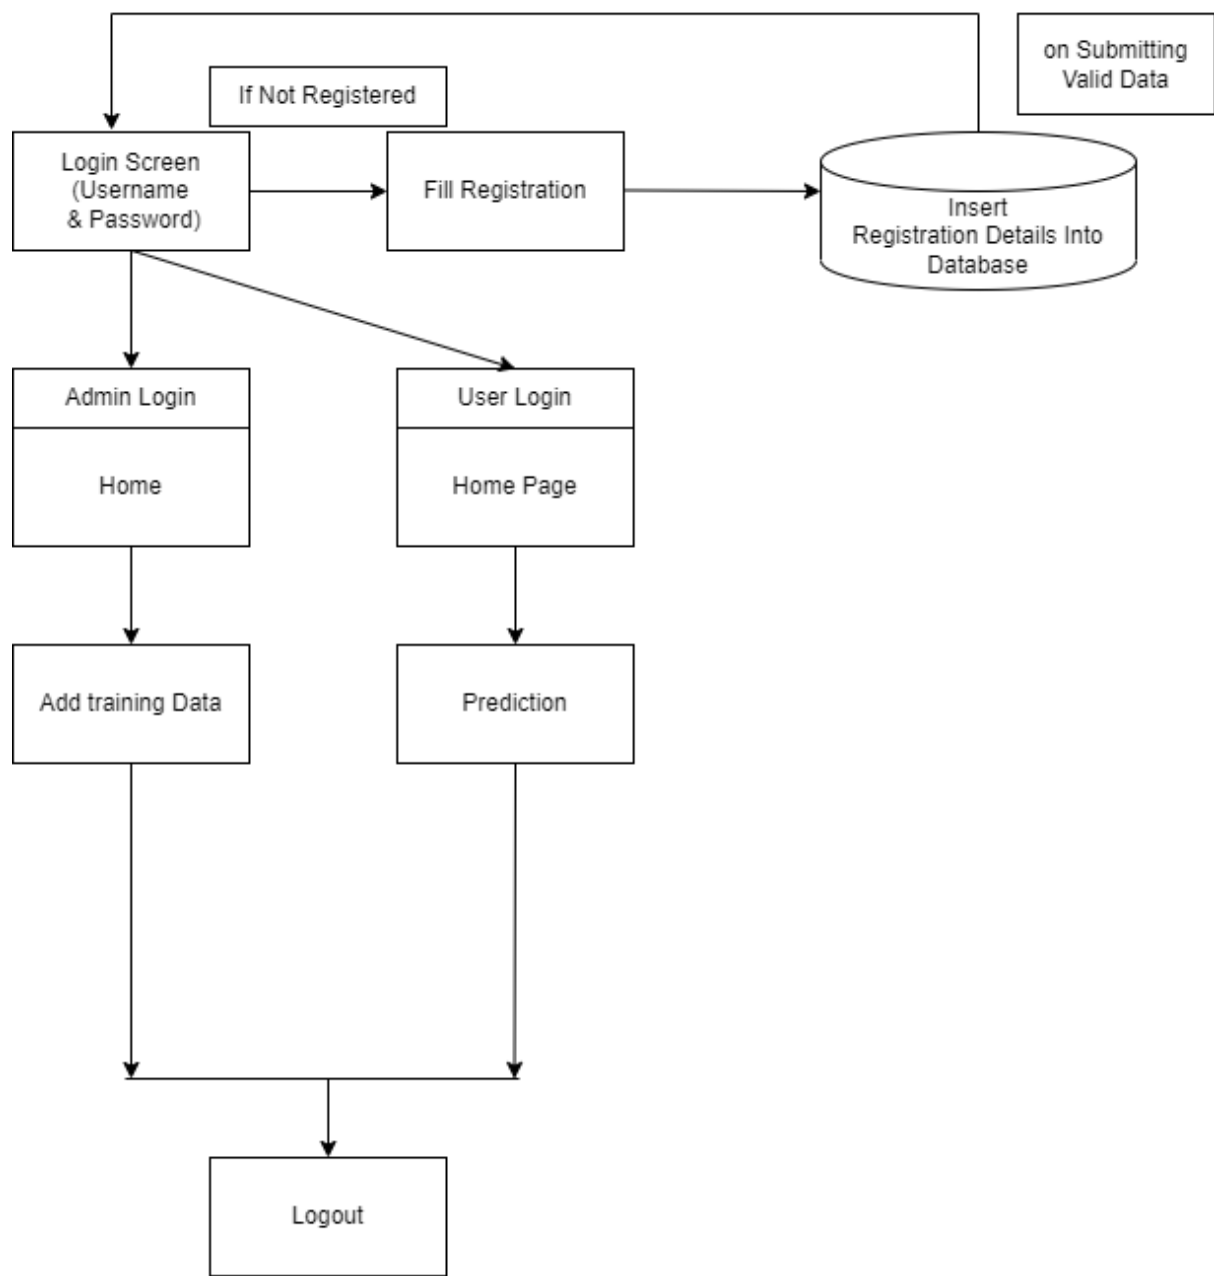 on Submitting
Valid Data
If Not Registered
Login Screen
(Username
& Password)
Fill Registration
Insert
Registration Details Into
Database
Admin Login
User Login
Home
Home Page
Add training Data
Prediction
Logout